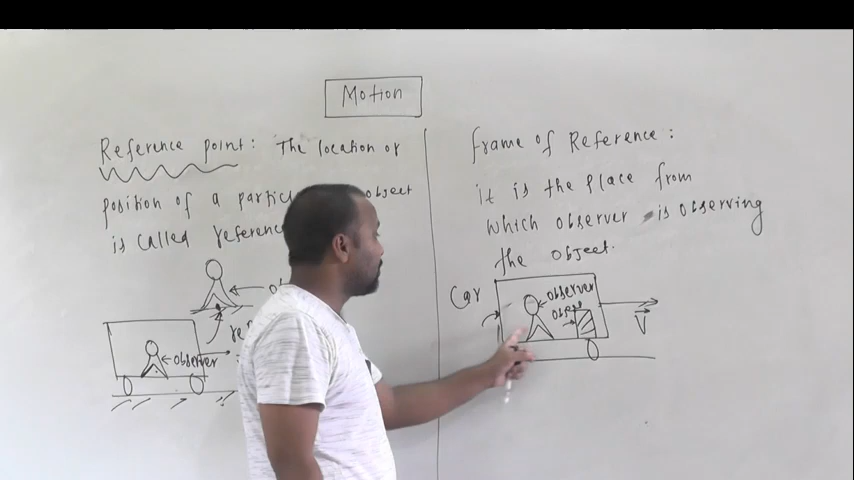 Motion
Reference point: The location or
position of a partic object
is called reference
observer
Frame of Reference:
it is the place from
which observer is observing
the object.
Car
observer
V